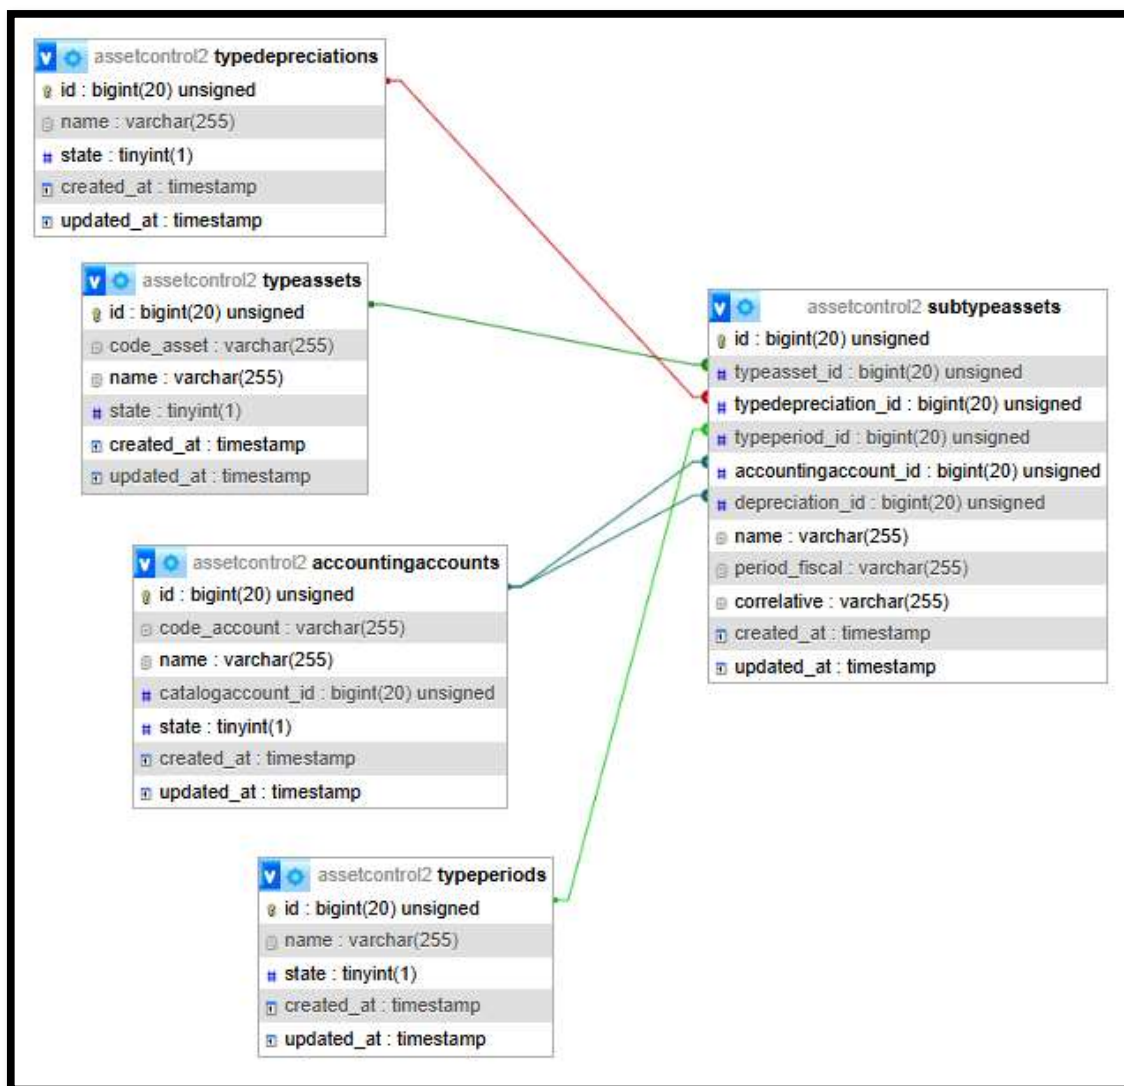 assetcontrol2 typedepreciations
id : bigint(20) unsigned
name : varchar(255)
# state : tinyint(1)
created_at : timestamp
updated_at : timestamp
assetcontrol2 typeassets
id : bigint(20) unsigned
code_asset : varchar(255)
name : varchar(255)
# state : tinyint(1)
created_at : timestamp
updated_at : timestamp
assetcontrol2 accountingaccounts
id : bigint(20) unsigned
code_account : varchar(255)
name : varchar(255)
# catalogaccount_id : bigint(20) unsigned
# state : tinyint(1)
created_at : timestamp
updated_at : timestamp
assetcontrol2 typeperiods
id : bigint(20) unsigned
name : varchar(255)
# state : tinyint(1)
created_at : timestamp
updated_at : timestamp
assetcontrol2 subtypeassets
id : bigint(20) unsigned
# typeasset_id : bigint(20) unsigned
# typedepreciation_id : bigint(20) unsigned
# typeperiod_id : bigint(20) unsigned
# accountingaccount_id : bigint(20) unsigned
# depreciation_id : bigint(20) unsigned
name : varchar(255)
period_fiscal : varchar(255)
correlative : varchar(255)
created_at : timestamp
updated_at : timestamp